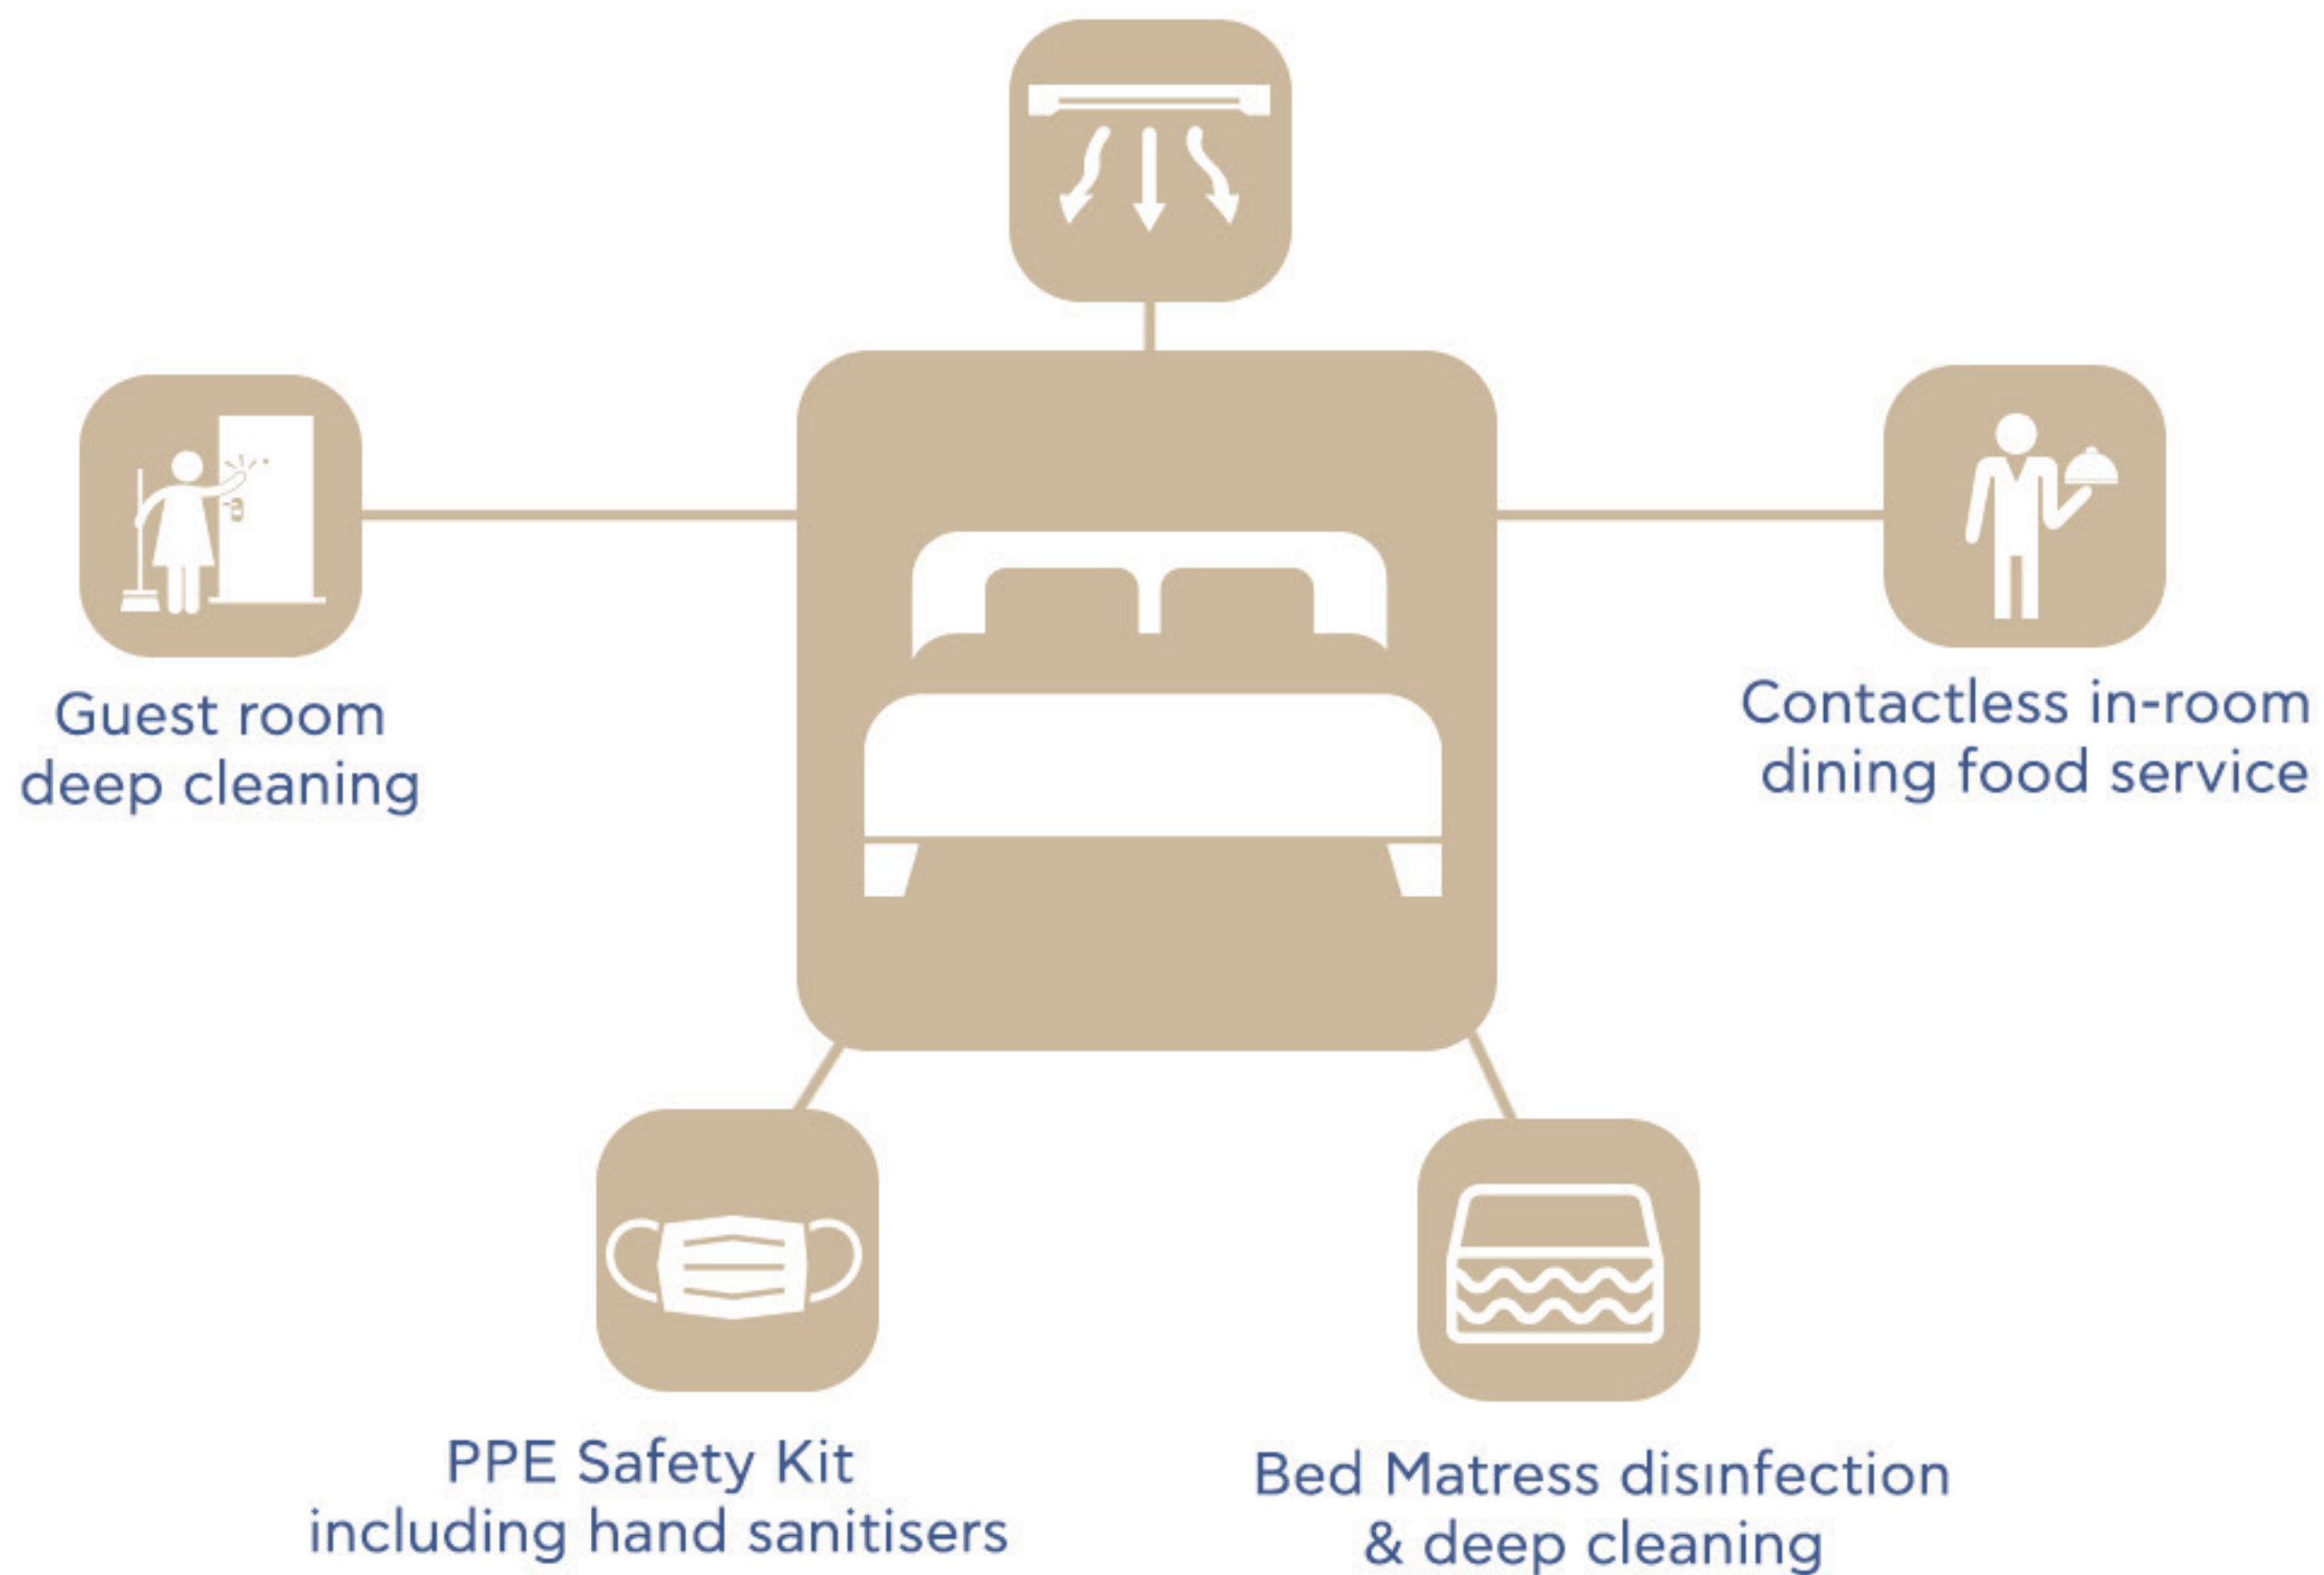 Guest room
deep cleaning
Contactless in-room
dining food service
PPE Safety Kit
including hand sanitisers
Bed Matress disinfection
& deep cleaning